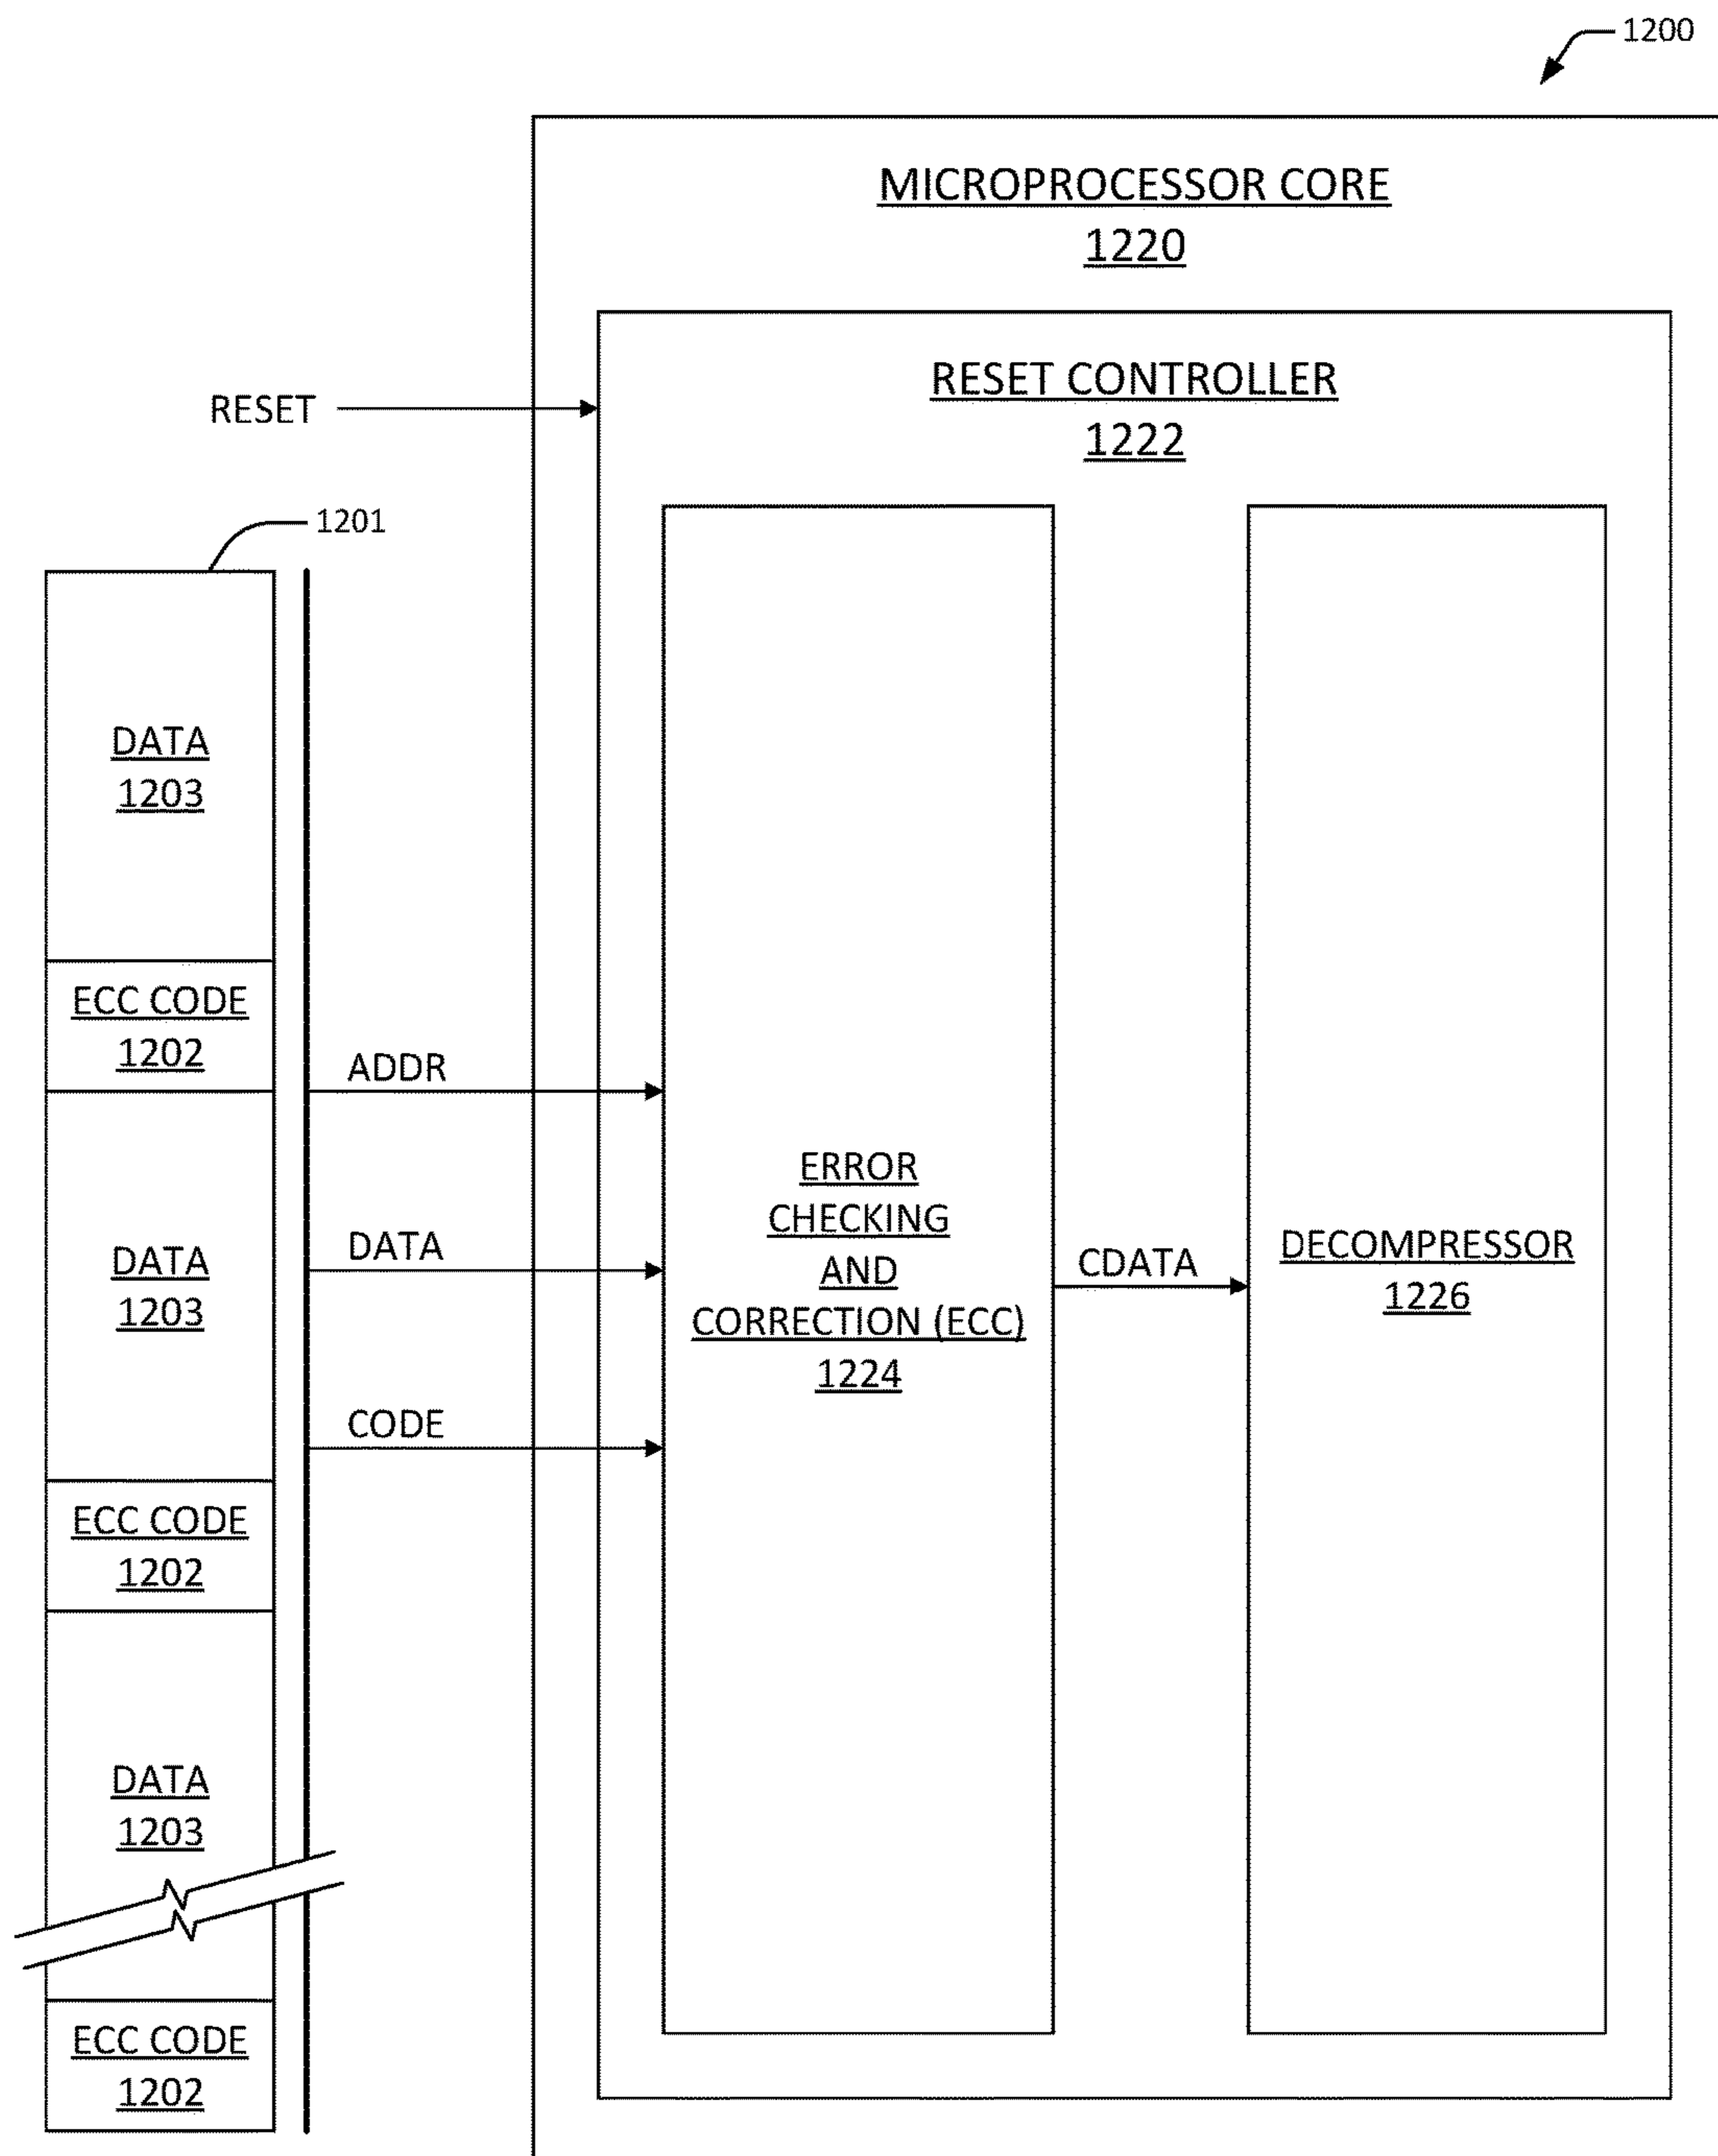 1200
MICROPROCESSOR CORE
1220
RESET CONTROLLER
1222
RESET
1201
DATA
1203
ECC CODE
1202
ADDR
DATA
1203
DATA
CODE
ERROR
CHECKING
AND
CORRECTION (ECC)
1224
CDATA
DECOMPRESSOR
1226
ECC CODE
1202
DATA
1203
ECC CODE
1202